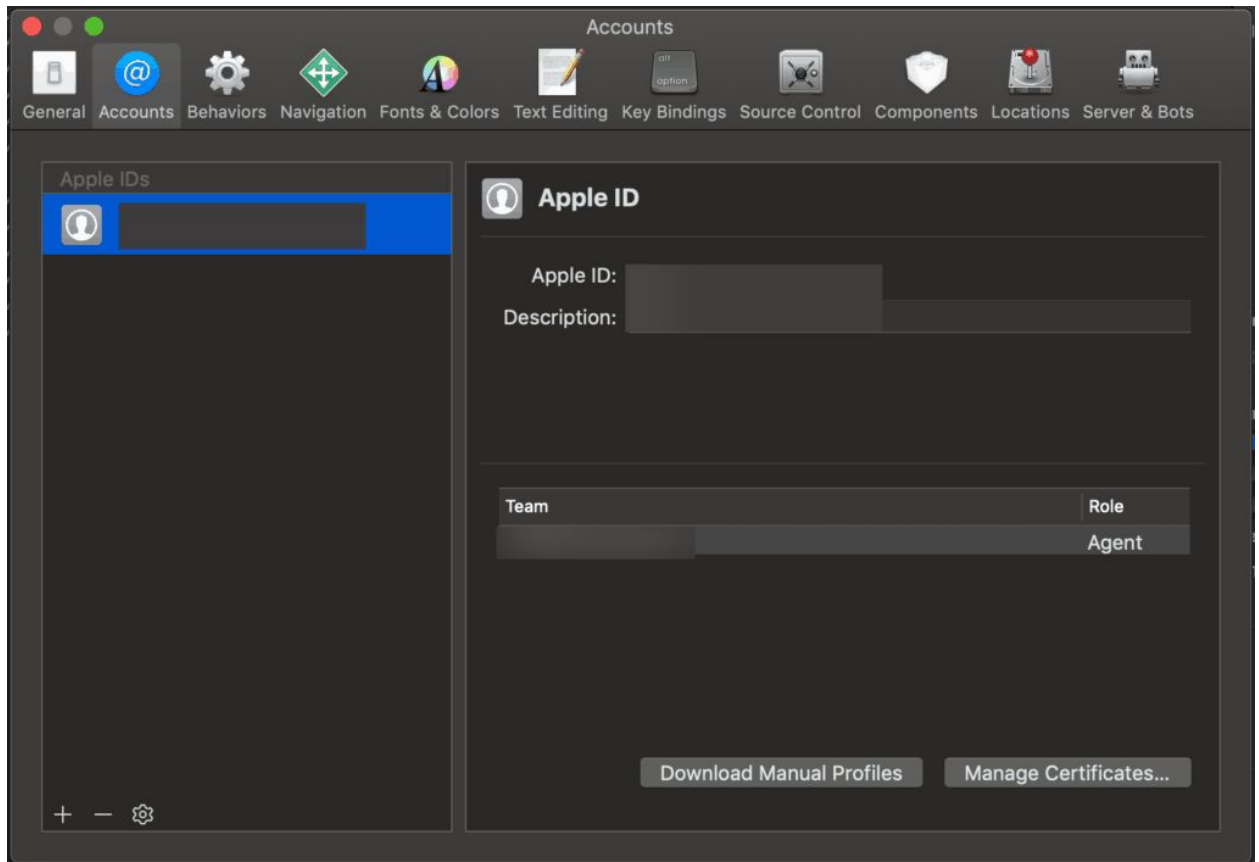 Accounts
alt
option
General Accounts Behaviors Navigation Fonts & Colors Text Editing Key Bindings Source Control Components Locations Server & Bots
Apple IDs
Apple ID
Apple ID:
Description:
Team Role
Agent
Download Manual Profiles Manage Certificates...